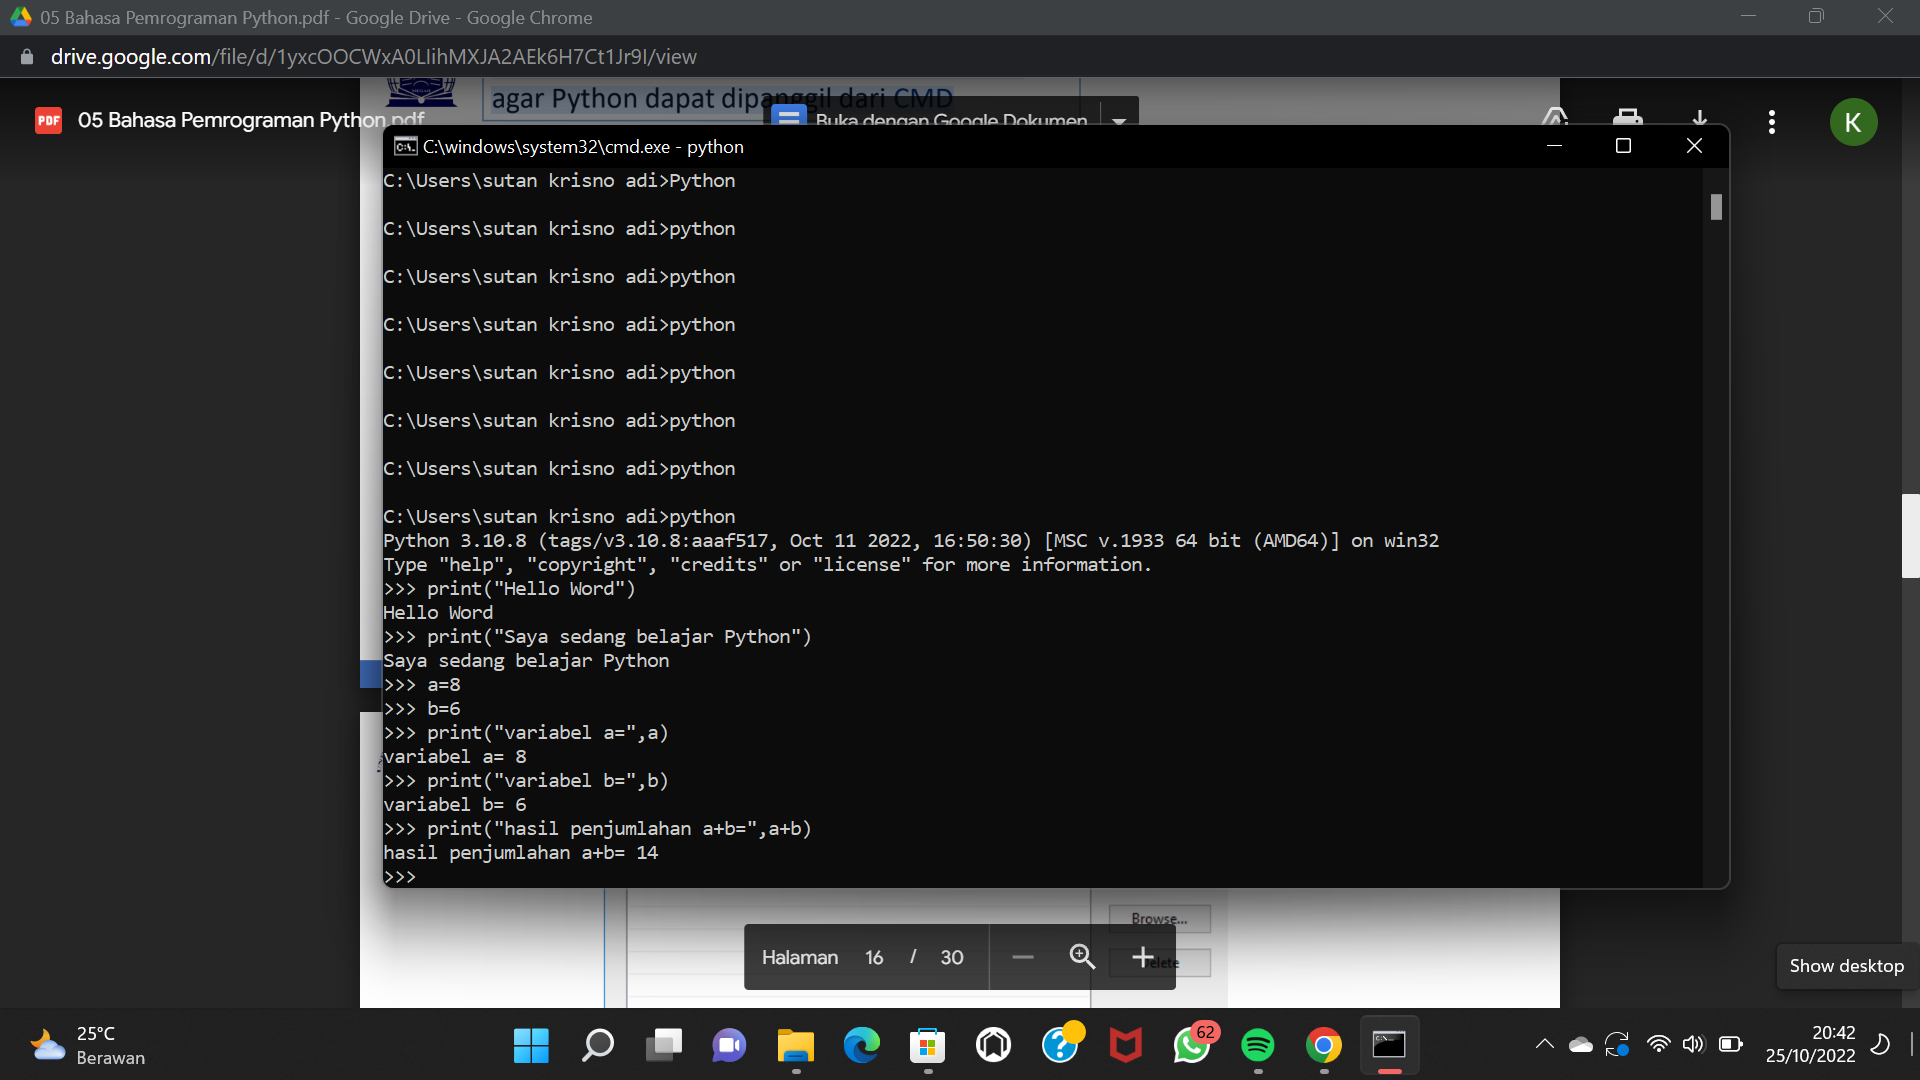 05 Bahasa Pemrograman Python.pdf - Google Drive - Google Chrome
drive.google.com/file/d/1yxcOOCWxA0LIihMXJA2AEk6H7Ct1Jr9I/view
agar Python dapat dipanggil dari CMD
PDF 05 Bahasa Pemrograman Python.pdf
Buka dengan Google Dokumen
K
C:\windows\system32\cmd.exe - python
C:\Users\sutan krisno adi>Python
C:\Users\sutan krisno adi>python
C:\Users\sutan krisno adi>python
C:\Users\sutan krisno adi>python
C:\Users\sutan krisno adi>python
C:\Users\sutan krisno adi>python
C:\Users\sutan krisno adi>python
C:\Users\sutan krisno adi>python
Python 3.10.8 (tags/v3.10.8:aaaf517, Oct 11 2022, 16:50:30) [MSC v.1933 64 bit (AMD64)] on win32
Type "help", "copyright", "credits" or "license" for more information.
>>> print("Hello Word")
Hello Word
>>> print("Saya sedang belajar Python")
Saya sedang belajar Python
>>> a=8
>>> b=6
>>> print("variabel a=",a)
variabel a= 8
>>> print("variabel b=",b)
variabel b= 6
>>> print("hasil penjumlahan a+b=",a+b)
hasil penjumlahan a+b= 14
>>>
Browse...
Halaman 16 / 30
Show desktop
25°C
Berawan
62
20:42
25/10/2022